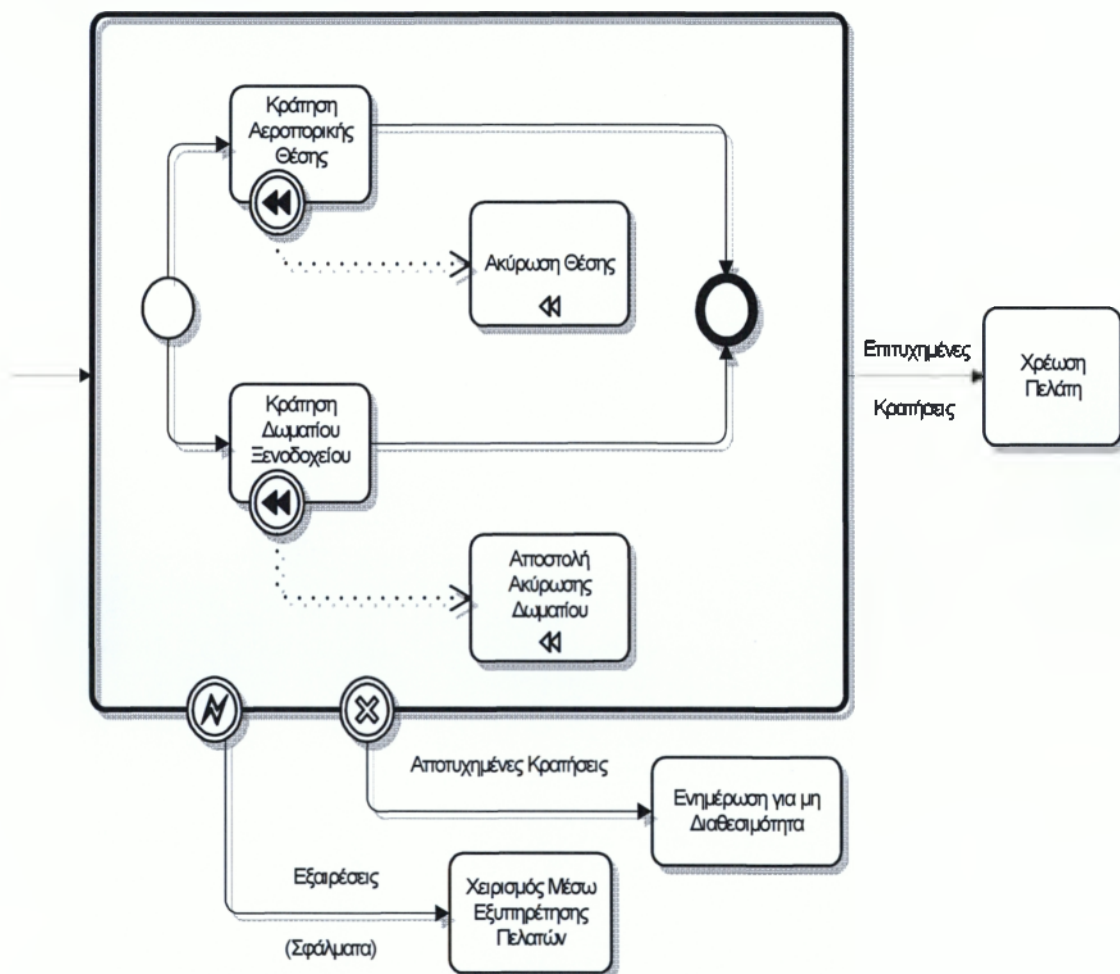 Κράτηση
Αεροπορικής
Θέσης
Ακύρωση Θέσης
Επιτυχημένες
Κρατήσεις
Χρέωση
Πελάτη
Κράτηση
Δωματίου
Ξενοδοχείου
Αποστολή
Ακύρωσης
Δωματίου
Αποτυχημένες Κρατήσεις
Ενημέρωση για μη
Διαθεσιμότητα
Εξαιρέσεις
(Σφάλματα)
Χειρισμός Μέσω
Εξυπηρέτησης
Πελατών